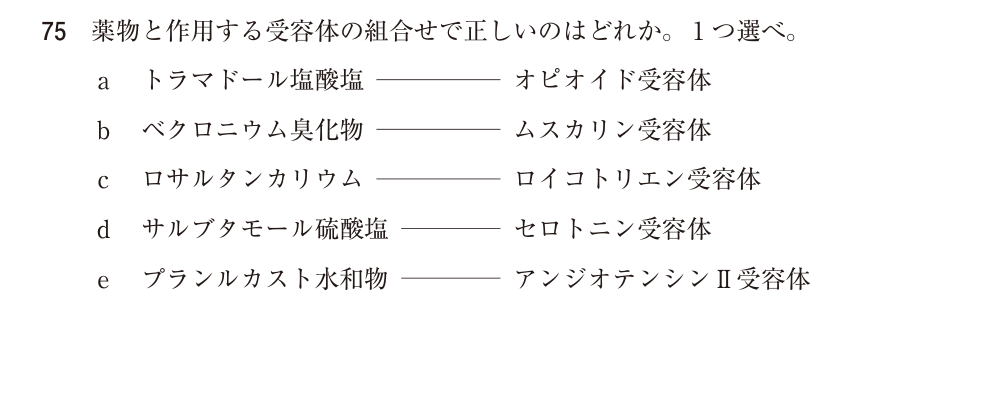 75 薬物と作用する受容体の組合せで正しいのはどれか。1つ選べ。
a トラマドール塩酸塩 ――――― オピオイド受容体
b ベクロニウム臭化物 ――――― ムスカリン受容体
c ロサルタンカリウム ――――― ロイコトリエン受容体
d サルブタモール硫酸塩 ―――― セロトニン受容体
e プランルカスト水和物 ―――― アンジオテンシンⅡ受容体